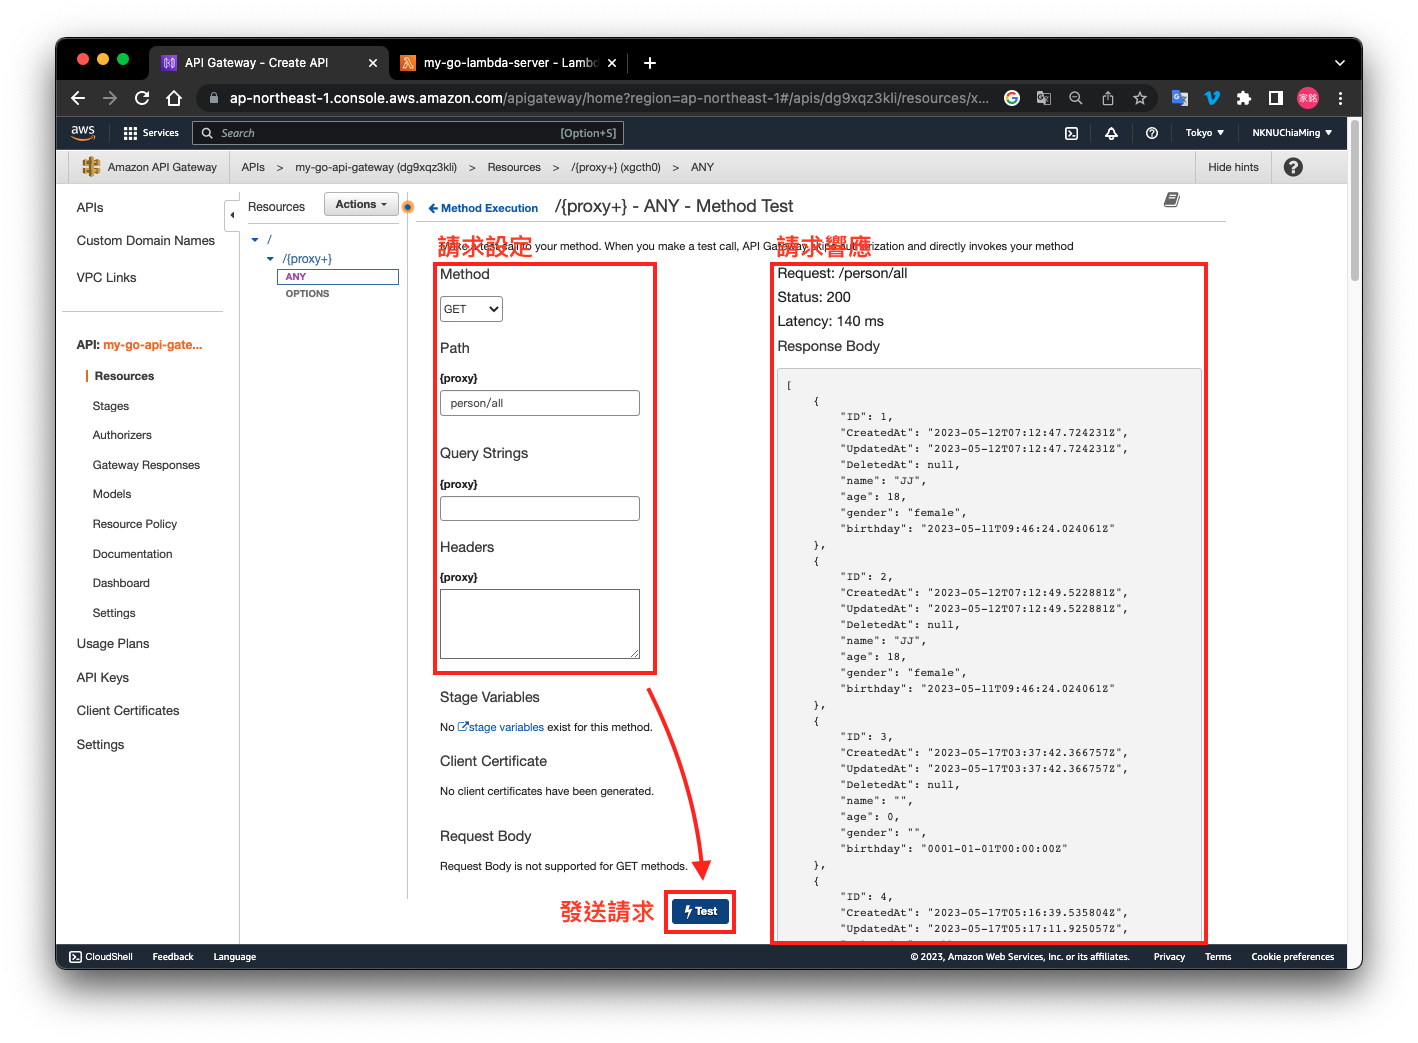 API Gateway - Create API
my-go-lambda-server - Lambd
ap-northeast-1.console.aws.amazon.com/apigateway/home?region=ap-northeast-1#/apis/dg9xqz3kli/resources/x...
家銘
aws
Services
Search
[Option+S]
Tokyo
NKNUChiaMing
Amazon API Gateway
APIs > my-go-api-gateway (dg9xqz3kli) > Resources > /{proxy+} (xgcth0) > ANY
Hide hints
APIs
Custom Domain Names
VPC Links
API: my-go-api-gate...
Resources
Stages
Authorizers
Gateway Responses
Models
Resource Policy
Documentation
Dashboard
Settings
Usage Plans
API Keys
Client Certificates
Settings
Resources
Actions
/
/{proxy+}
ANY
OPTIONS
Method Execution
/{proxy+} - ANY - Method Test
Make a test call to your method. When you make a test call, API Gateway skips authorization and directly invokes your method
請求設定
Method
GET
Path
{proxy}
person/all
Query Strings
{proxy}
Headers
{proxy}
Stage Variables
No stage variables exist for this method.
Client Certificate
No client certificates have been generated.
Request Body
Request Body is not supported for GET methods.
發送請求
Test
請求響應
Request: /person/all
Status: 200
Latency: 140 ms
Response Body
[
{
"ID": 1,
"CreatedAt": "2023-05-12T07:12:47.724231Z",
"UpdatedAt": "2023-05-12T07:12:47.724231Z",
"DeletedAt": null,
"name": "JJ",
"age": 18,
"gender": "female",
"birthday": "2023-05-11T09:46:24.024061Z"
},
{
"ID": 2,
"CreatedAt": "2023-05-12T07:12:49.522881Z",
"UpdatedAt": "2023-05-12T07:12:49.522881Z",
"DeletedAt": null,
"name": "JJ",
"age": 18,
"gender": "female",
"birthday": "2023-05-11T09:46:24.024061Z"
},
{
"ID": 3,
"CreatedAt": "2023-05-17T03:37:42.366757Z",
"UpdatedAt": "2023-05-17T03:37:42.366757Z",
"DeletedAt": null,
"name": "",
"age": 0,
"gender": "",
"birthday": "0001-01-01T00:00:00Z"
},
{
"ID": 4,
"CreatedAt": "2023-05-17T05:16:39.535804Z",
"UpdatedAt": "2023-05-17T05:17:11.925057Z",
CloudShell
Feedback
Language
© 2023, Amazon Web Services, Inc. or its affiliates.
Privacy
Terms
Cookie preferences